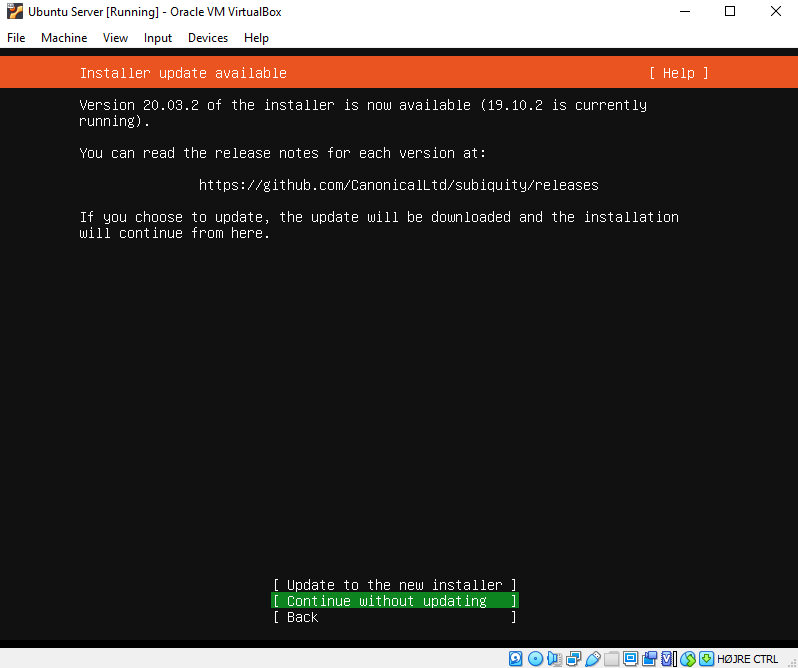 Ubuntu Server [Running] - Oracle VM VirtualBox
File Machine View Input Devices Help
Installer update available [ Help ]
Version 20.03.2 of the installer is now available (19.10.2 is currently
running).
You can read the release notes for each version at:
https://github.com/CanonicalLtd/subiquity/releases
If you choose to update, the update will be downloaded and the installation
will continue from here.
[ Update to the new installer ]
[ Continue without updating ]
[ Back ]
HØJRE CTRL